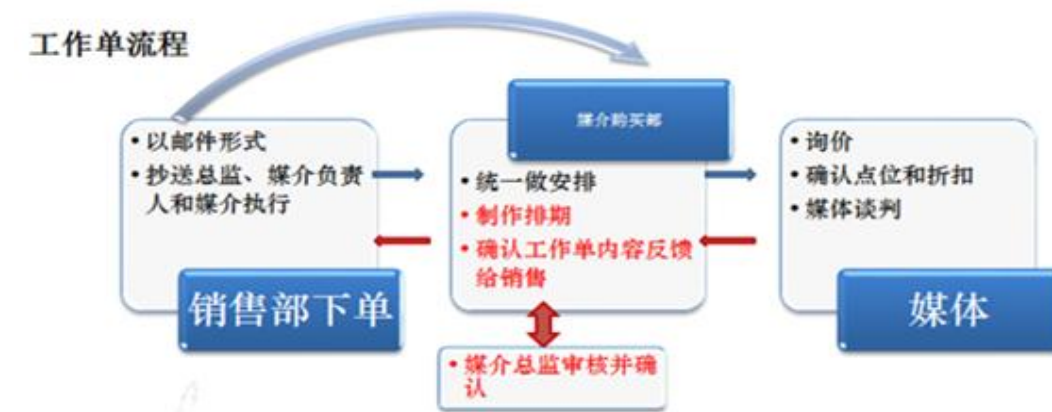 工作单流程
• 以邮件形式
• 抄送总监、媒介负责
人和媒介执行
销售部下单
媒介购买部
• 统一做安排
• 制作排期
• 确认工作单内容反馈
给销售
• 媒介总监审核并确
认
• 询价
• 确认点位和折扣
• 媒体谈判
媒体